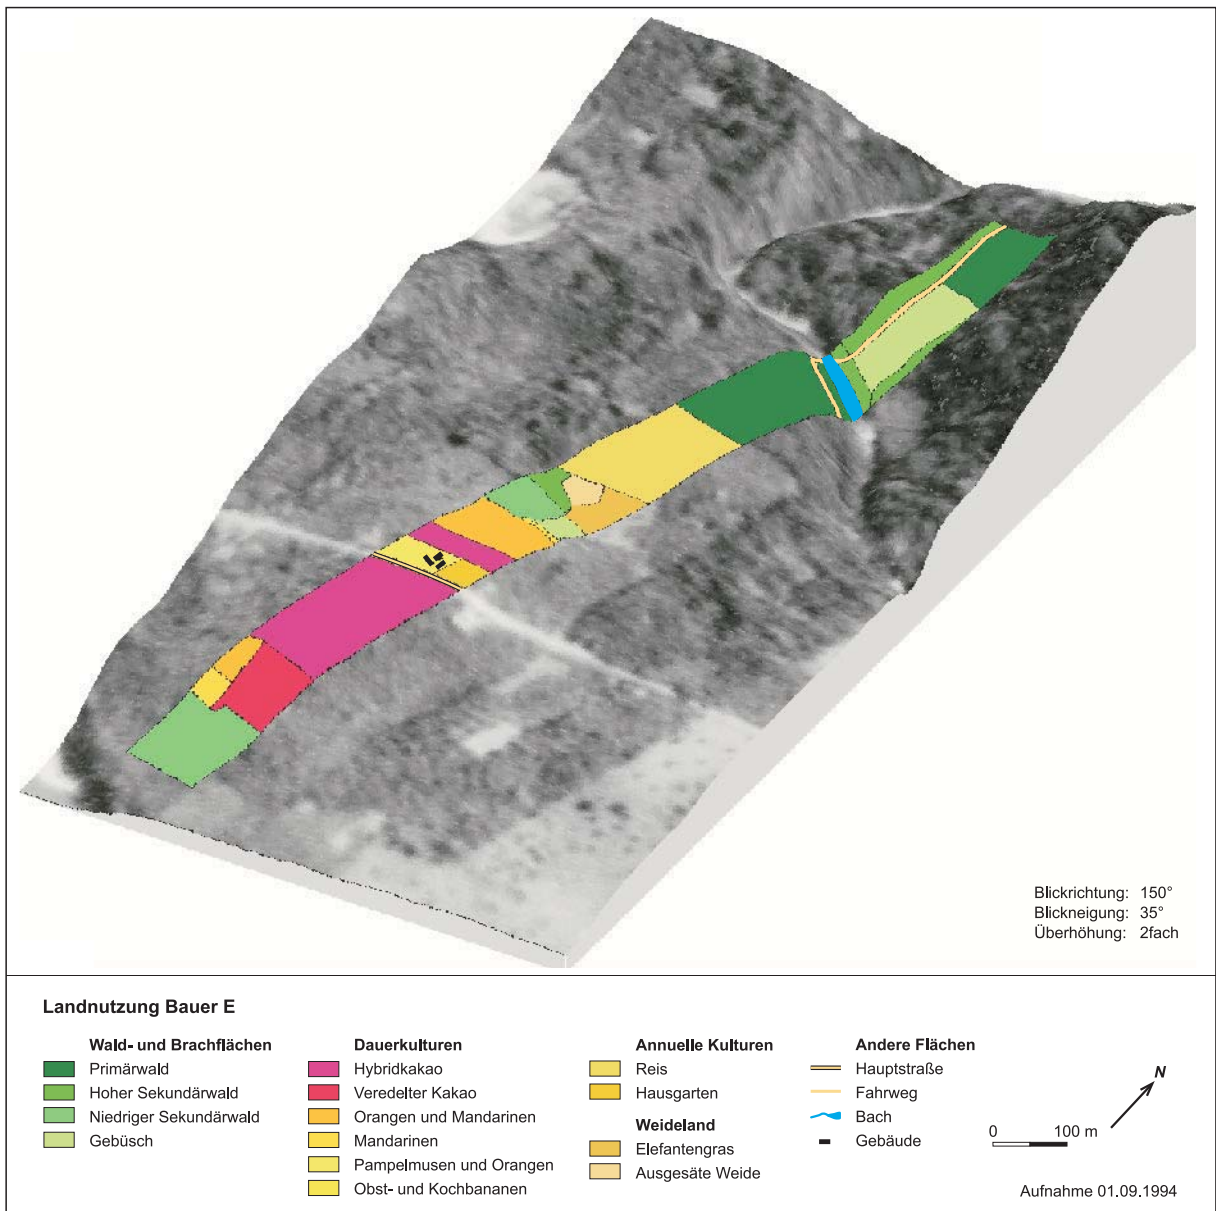 Blickrichtung: 150°
Blickneigung: 35°
Überhöhung: 2fach
Landnutzung Bauer E
Wald- und Brachflächen
Primärwald
Hoher Sekundärwald
Niedriger Sekundärwald
Gebüsch
Dauerkulturen
Hybridkakao
Veredelter Kakao
Orangen und Mandarinen
Mandarinen
Pampelmusen und Orangen
Obst- und Kochbananen
Annuelle Kulturen
Reis
Hausgarten
Weideland
Elefantengras
Ausgesäte Weide
Andere Flächen
Hauptstraße
Fahrweg
Bach
Gebäude
N
0 100 m
Aufnahme 01.09.1994